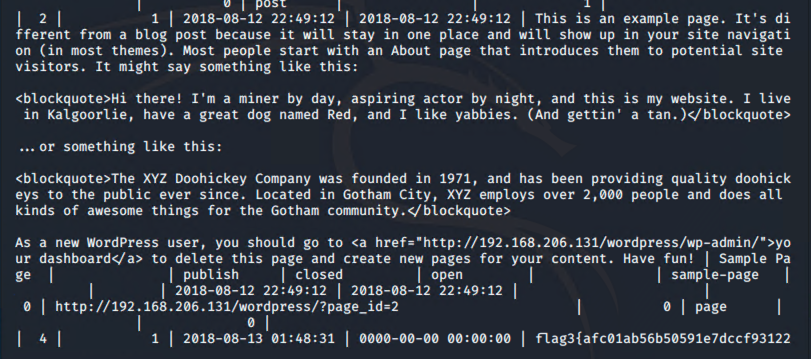 | 0 | post | 1 |
| 2 | 1 | 2018-08-12 22:49:12 | 2018-08-12 22:49:12 | This is an example page. It's di
fferent from a blog post because it will stay in one place and will show up in your site navigati
on (in most themes). Most people start with an About page that introduces them to potential site
visitors. It might say something like this:
<blockquote>Hi there! I'm a miner by day, aspiring actor by night, and this is my website. I live
in Kalgoorlie, have a great dog named Red, and I like yabbies. (And gettin' a tan.)</blockquote>
...or something like this:
<blockquote>The XYZ Doohickey Company was founded in 1971, and has been providing quality doohick
eys to the public ever since. Located in Gotham City, XYZ employs over 2,000 people and does all
kinds of awesome things for the Gotham community.</blockquote>
As a new WordPress user, you should go to <a href="http://192.168.206.131/wordpress/wp-admin/">yo
ur dashboard</a> to delete this page and create new pages for your content. Have fun! | Sample Pa
ge | | publish | closed | open | | sample-page |
| | 2018-08-12 22:49:12 | 2018-08-12 22:49:12 | |
0 | http://192.168.206.131/wordpress/?page_id=2 | 0 | page |
| 0 |
| 4 | 1 | 2018-08-13 01:48:31 | 0000-00-00 00:00:00 | flag3{afc01ab56b50591e7dccf93122